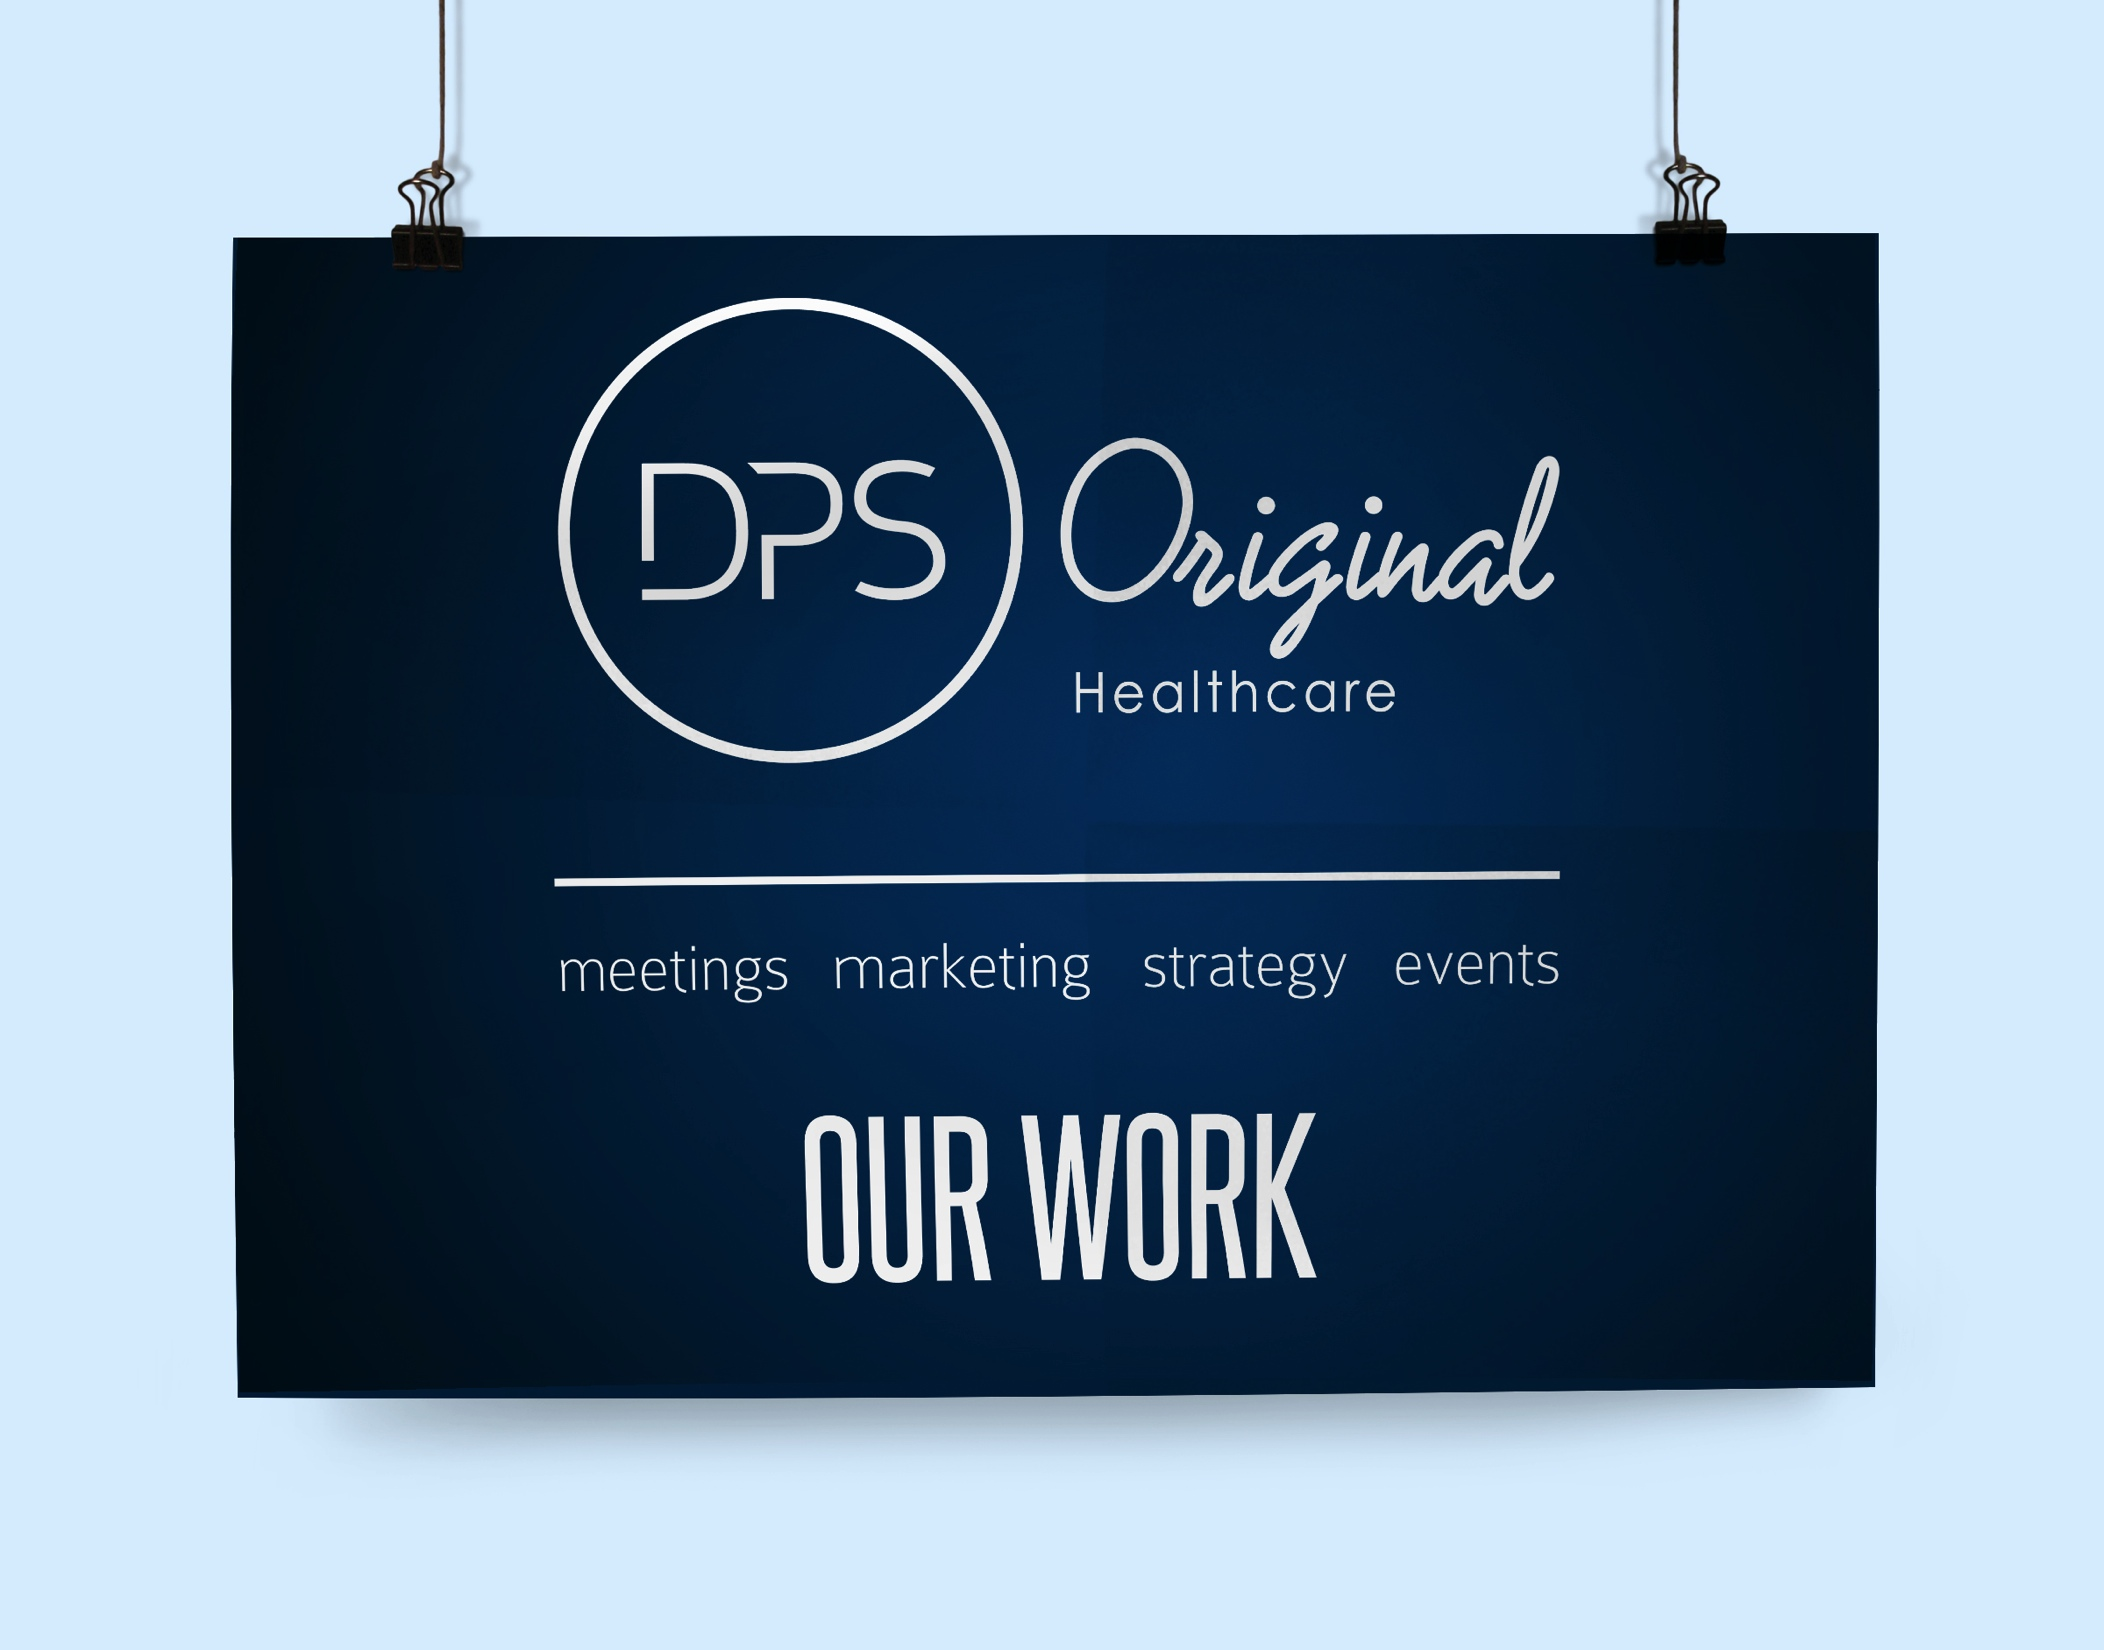 DPS Original
Healthcare
meetings marketing strategy events
OUR WORK